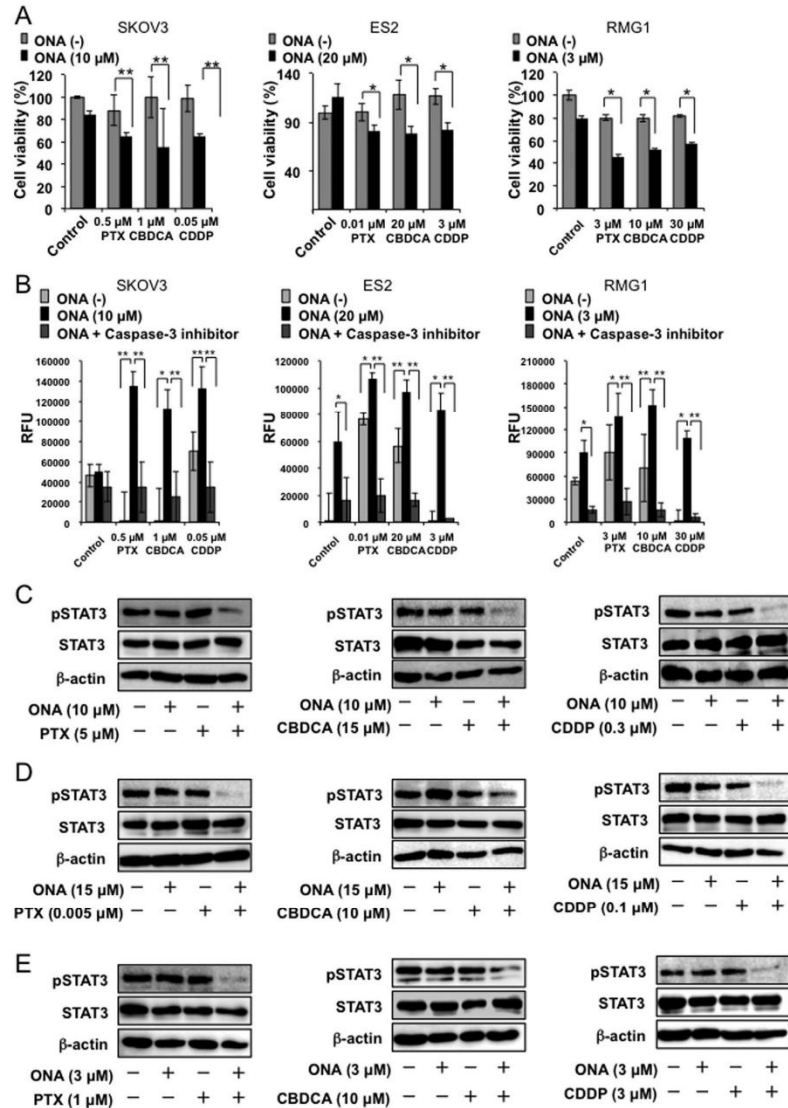 A
SKOV3
ONA (-)
ONA (10 µM)
Cell viability (%)
120
100
80
60
40
20
0
** ** **
Control
0.5 µM 1 µM 0.05 µM
PTX CBDCA CDDP
ES2
ONA (-)
ONA (20 µM)
Cell viability (%)
140
100
60
0
* * *
Control
0.01 µM 20 µM 3 µM
PTX CBDCA CDDP
RMG1
ONA (-)
ONA (3 µM)
Cell viability (%)
120
100
80
60
40
20
0
* * *
Control
3 µM 10 µM 30 µM
PTX CBDCA CDDP
B
SKOV3
ONA (-)
ONA (10 µM)
ONA + Caspase-3 inhibitor
RFU
160000
140000
120000
100000
80000
60000
40000
20000
0
** ** * ** ** **
Control
0.5 µM 1 µM 0.05 µM
PTX CBDCA CDDP
ES2
ONA (-)
ONA (20 µM)
ONA + Caspase-3 inhibitor
RFU
120000
100000
80000
60000
40000
20000
0
* * ** ** ** * **
Control
0.01 µM 20 µM 3 µM
PTX CBDCA CDDP
RMG1
ONA (-)
ONA (3 µM)
ONA + Caspase-3 inhibitor
RFU
210000
180000
150000
120000
90000
60000
30000
0
* * ** ** ** * **
Control
3 µM 10 µM 30 µM
PTX CBDCA CDDP
C
pSTAT3
STAT3
β-actin
ONA (10 µM) − + − +
PTX (5 µM) − − + +
pSTAT3
STAT3
β-actin
ONA (10 µM) − + − +
CBDCA (15 µM) − − + +
pSTAT3
STAT3
β-actin
ONA (10 µM) − + − +
CDDP (0.3 µM) − − + +
D
pSTAT3
STAT3
β-actin
ONA (15 µM) − + − +
PTX (0.005 µM) − − + +
pSTAT3
STAT3
β-actin
ONA (15 µM) − + − +
CBDCA (10 µM) − − + +
pSTAT3
STAT3
β-actin
ONA (15 µM) − + − +
CDDP (0.1 µM) − − + +
E
pSTAT3
STAT3
β-actin
ONA (3 µM) − + − +
PTX (1 µM) − − + +
pSTAT3
STAT3
β-actin
ONA (3 µM) − + − +
CBDCA (10 µM) − − + +
pSTAT3
STAT3
β-actin
ONA (3 µM) − + − +
CDDP (3 µM) − − + +